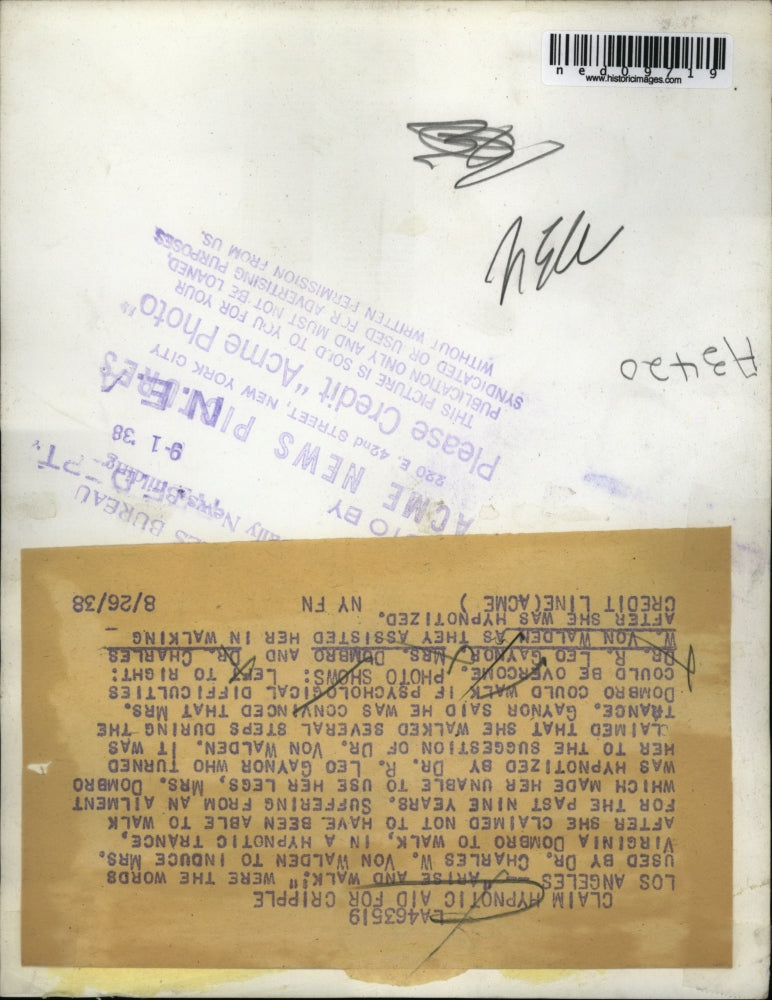 ned09719
www.historicimages.com
A3420
PHOTO BY
ACME NEWS PICTURES
220 E. 42nd STREET, NEW YORK CITY
Please Credit "Acme Photo"
THIS PICTURE IS SOLD TO YOU FOR YOUR
PUBLICATION ONLY AND MUST NOT BE LOANED,
SYNDICATED OR USED FOR ADVERTISING PURPOSES
WITHOUT WRITTEN PERMISSION FROM US.
N.E.A.
9-1 '38
BUREAU
Daily News Building
LA463519
CLAIM HYPNOTIC AID FOR CRIPPLE
LOS ANGELES -- "ARISE AND WALK!" WERE THE WORDS
USED BY DR. CHARLES W. VON WALDEN TO INDUCE MRS.
VIRGINIA DOMBRO TO WALK, IN A HYPNOTIC TRANCE,
AFTER SHE CLAIMED NOT TO HAVE BEEN ABLE TO WALK
FOR THE PAST NINE YEARS. SUFFERING FROM AN AILMENT
WHICH MADE HER UNABLE TO USE HER LEGS, MRS. DOMBRO
WAS HYPNOTIZED BY DR. R. LEO GAYNOR WHO TURNED
HER TO THE SUGGESTION OF DR. VON WALDEN. IT WAS
CLAIMED THAT SHE WALKED SEVERAL STEPS DURING THE
TRANCE. GAYNOR SAID HE WAS CONVINCED THAT MRS.
DOMBRO COULD WALK IF PSYCHOLOGICAL DIFFICULTIES
COULD BE OVERCOME. PHOTO SHOWS: LEFT TO RIGHT:
DR. R. LEO GAYNOR, MRS. DOMBRO AND DR. CHARLES
W. VON WALDEN AS THEY ASSISTED HER IN WALKING
AFTER SHE WAS HYPNOTIZED.
CREDIT LINE(ACME) NY FN 8/26/38